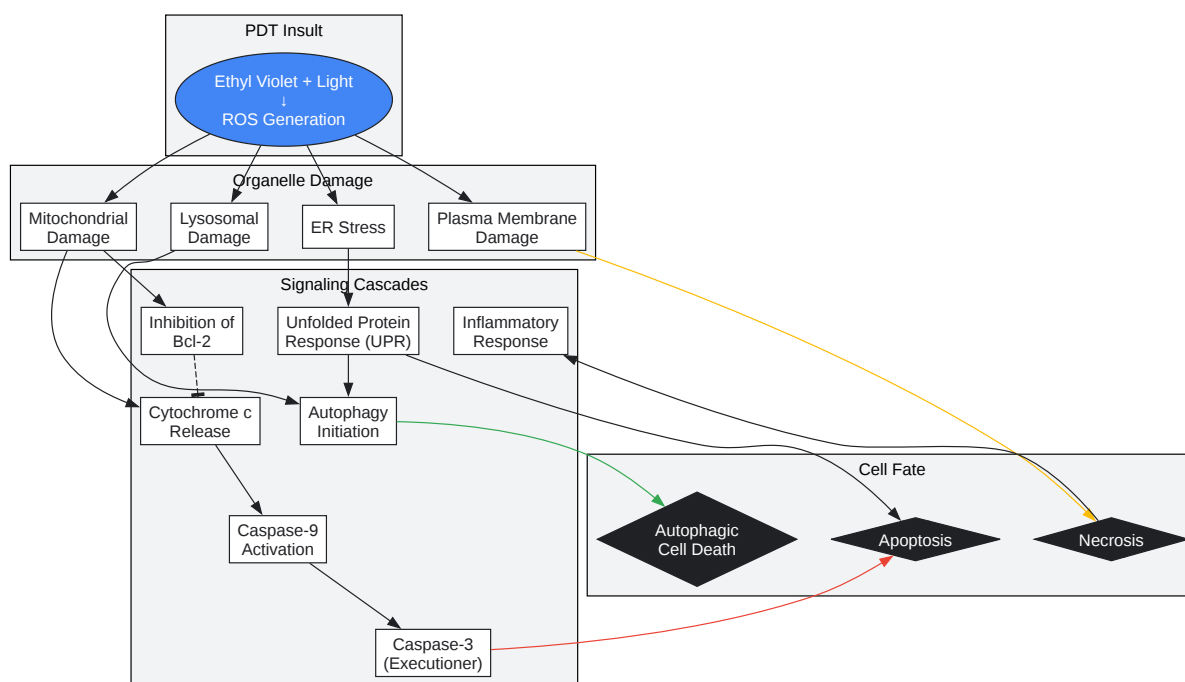 PDT Insult
Ethyl Violet + Light
↓
ROS Generation
Organelle Damage
Mitochondrial
Damage
Lysosomal
Damage
ER Stress
Plasma Membrane
Damage
Signaling Cascades
Inhibition of
Bcl-2
Unfolded Protein
Response (UPR)
Inflammatory
Response
Cytochrome c
Release
Autophagy
Initiation
Cell Fate
Caspase-9
Activation
Autophagic
Cell Death
Apoptosis
Necrosis
Caspase-3
(Executioner)